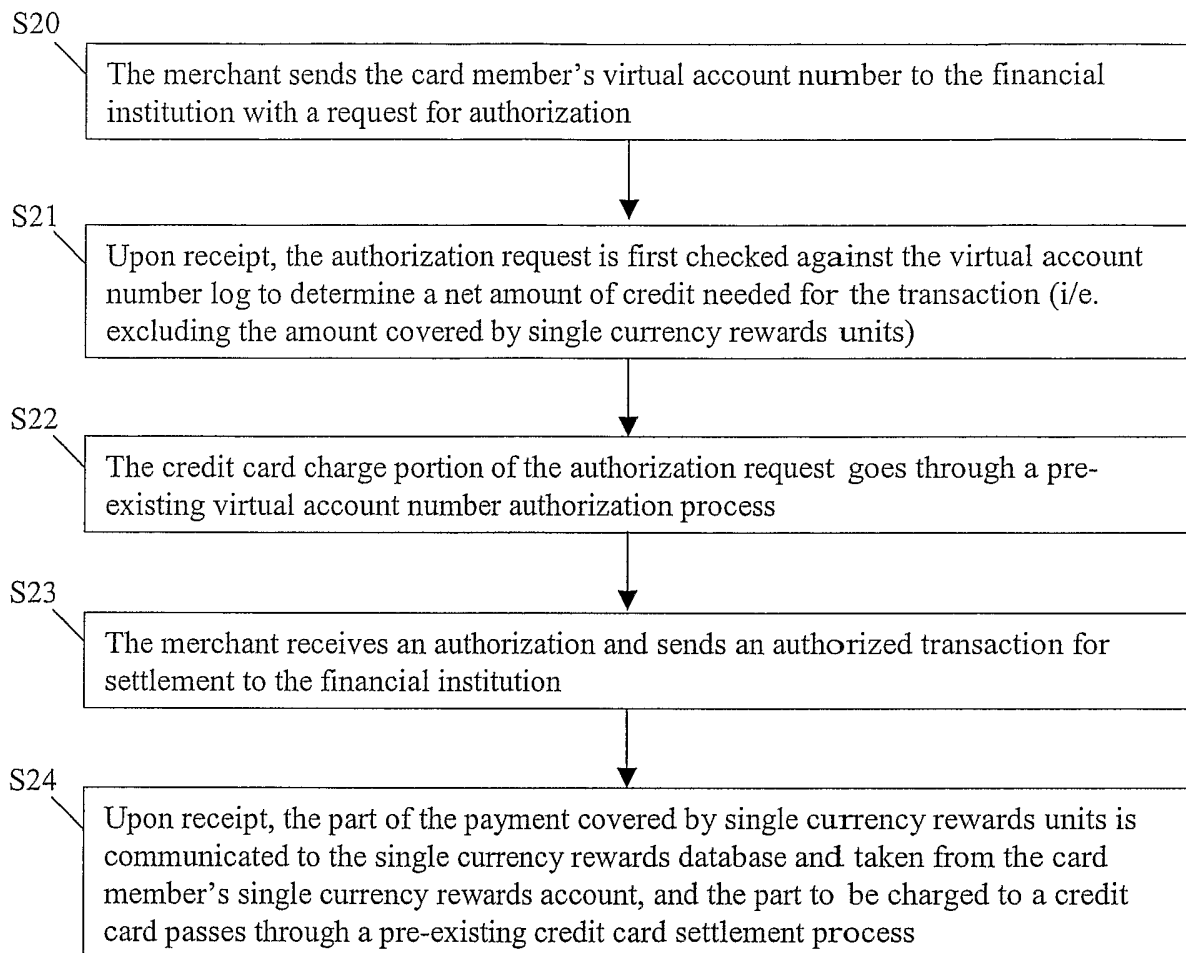 S20
The merchant sends the card member's virtual account number to the financial
institution with a request for authorization
S21
Upon receipt, the authorization request is first checked against the virtual account
number log to determine a net amount of credit needed for the transaction (i/e.
excluding the amount covered by single currency rewards units)
S22
The credit card charge portion of the authorization request goes through a pre-
existing virtual account number authorization process
S23
The merchant receives an authorization and sends an authorized transaction for
settlement to the financial institution
S24
Upon receipt, the part of the payment covered by single currency rewards units is
communicated to the single currency rewards database and taken from the card
member's single currency rewards account, and the part to be charged to a credit
card passes through a pre-existing credit card settlement process